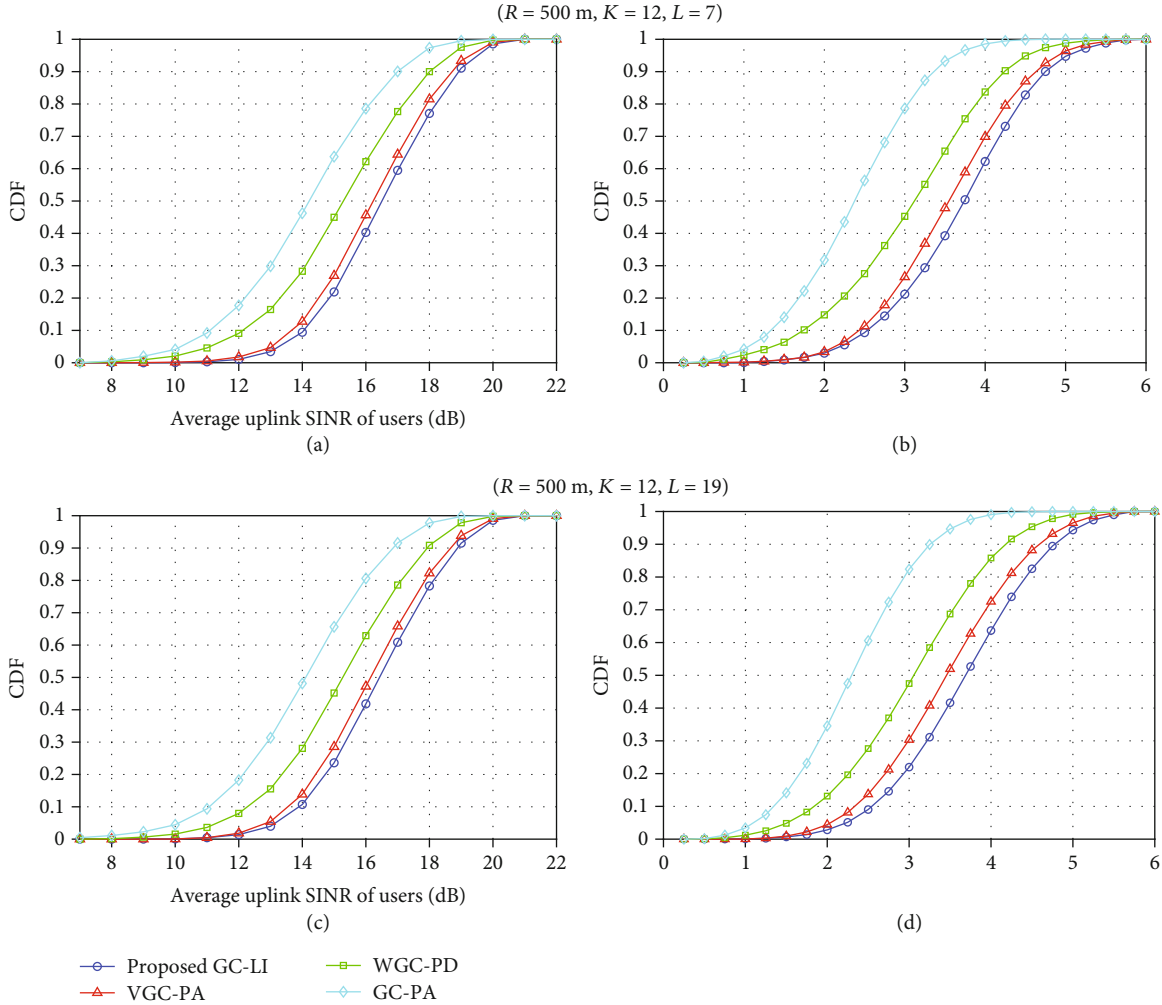 (R = 500 m, K = 12, L = 7)
1
0.9
0.8
0.7
0.6
0.5
0.4
0.3
0.2
0.1
0
CDF
8 10 12 14 16 18 20 22
Average uplink SINR of users (dB)
(a)
1
0.9
0.8
0.7
0.6
0.5
0.4
0.3
0.2
0.1
0
CDF
0 1 2 3 4 5 6
(b)
(R = 500 m, K = 12, L = 19)
1
0.9
0.8
0.7
0.6
0.5
0.4
0.3
0.2
0.1
0
CDF
8 10 12 14 16 18 20 22
Average uplink SINR of users (dB)
(c)
1
0.9
0.8
0.7
0.6
0.5
0.4
0.3
0.2
0.1
0
CDF
0 1 2 3 4 5 6
(d)
Proposed GC-LI
VGC-PA
WGC-PD
GC-PA